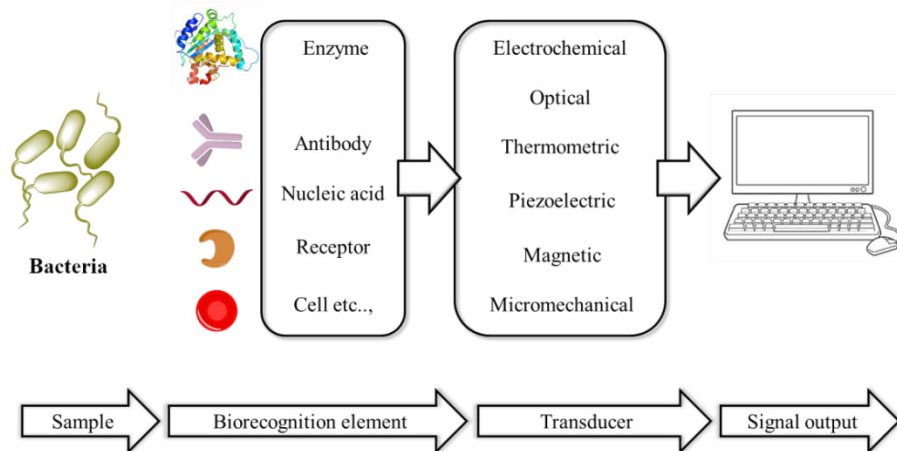 Bacteria
Enzyme
Antibody
Nucleic acid
Receptor
Cell etc..,
Electrochemical
Optical
Thermometric
Piezoelectric
Magnetic
Micromechanical
Sample
Biorecognition element
Transducer
Signal output